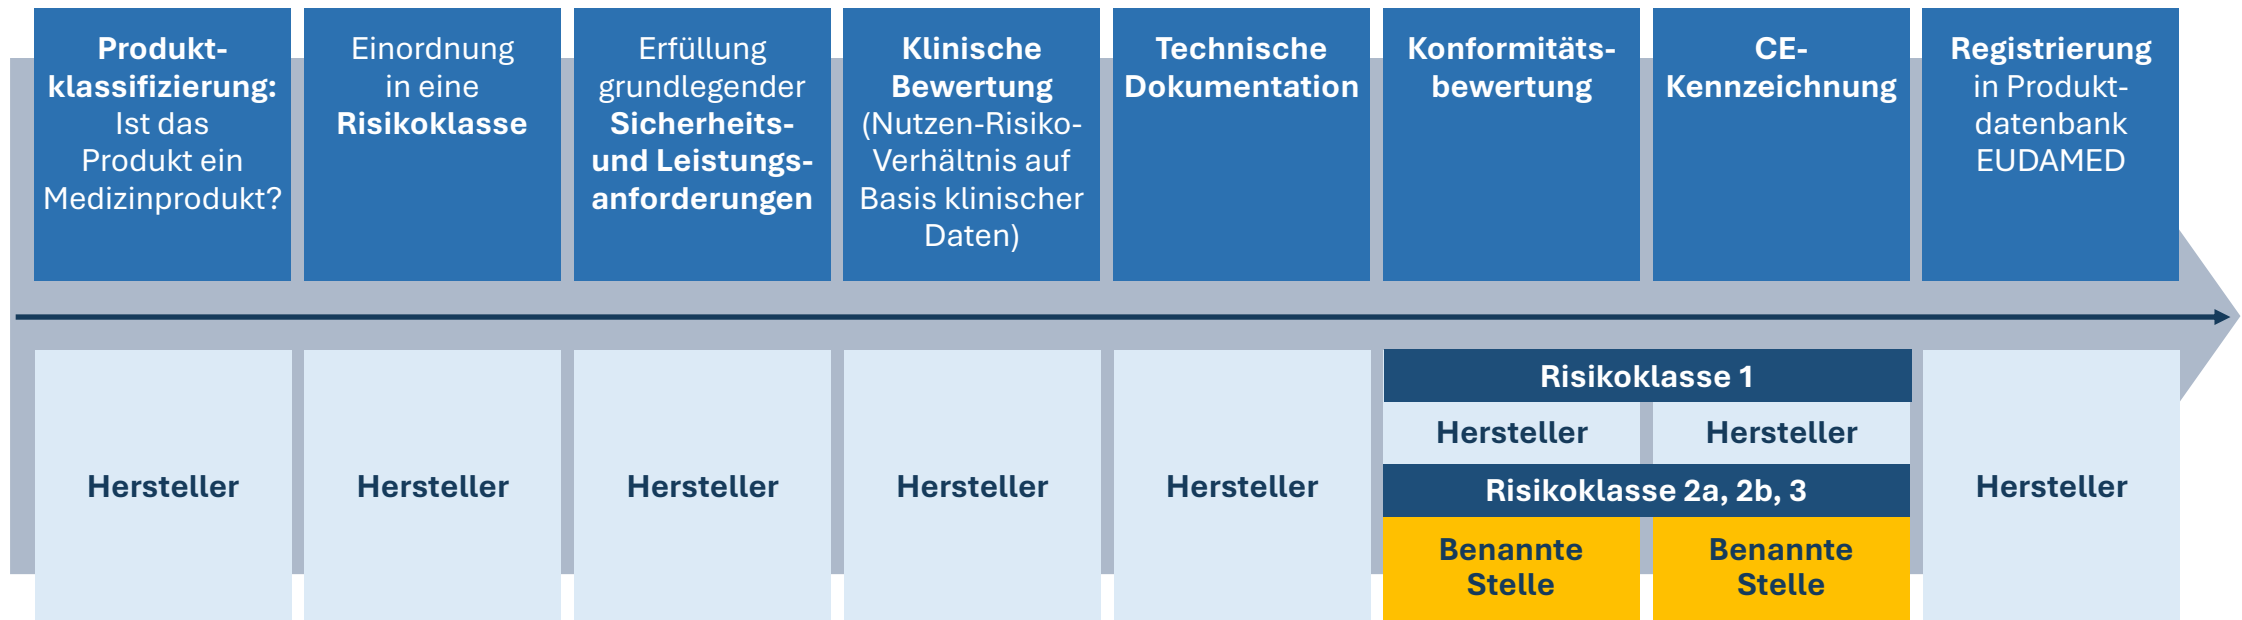 Produkt-
klassifizierung:
Ist das
Produkt ein
Medizinprodukt?
Einordnung
in eine
Risikoklasse
Erfüllung
grundlegender
Sicherheits-
und Leistungs-
anforderungen
Klinische
Bewertung
(Nutzen-Risiko-
Verhältnis auf
Basis klinischer
Daten)
Technische
Dokumentation
Konformitäts-
bewertung
CE-
Kennzeichnung
Registrierung
in Produkt-
datenbank
EUDAMED
Hersteller
Hersteller
Hersteller
Hersteller
Hersteller
Risikoklasse 1
Hersteller
Hersteller
Risikoklasse 2a, 2b, 3
Benannte
Stelle
Benannte
Stelle
Hersteller